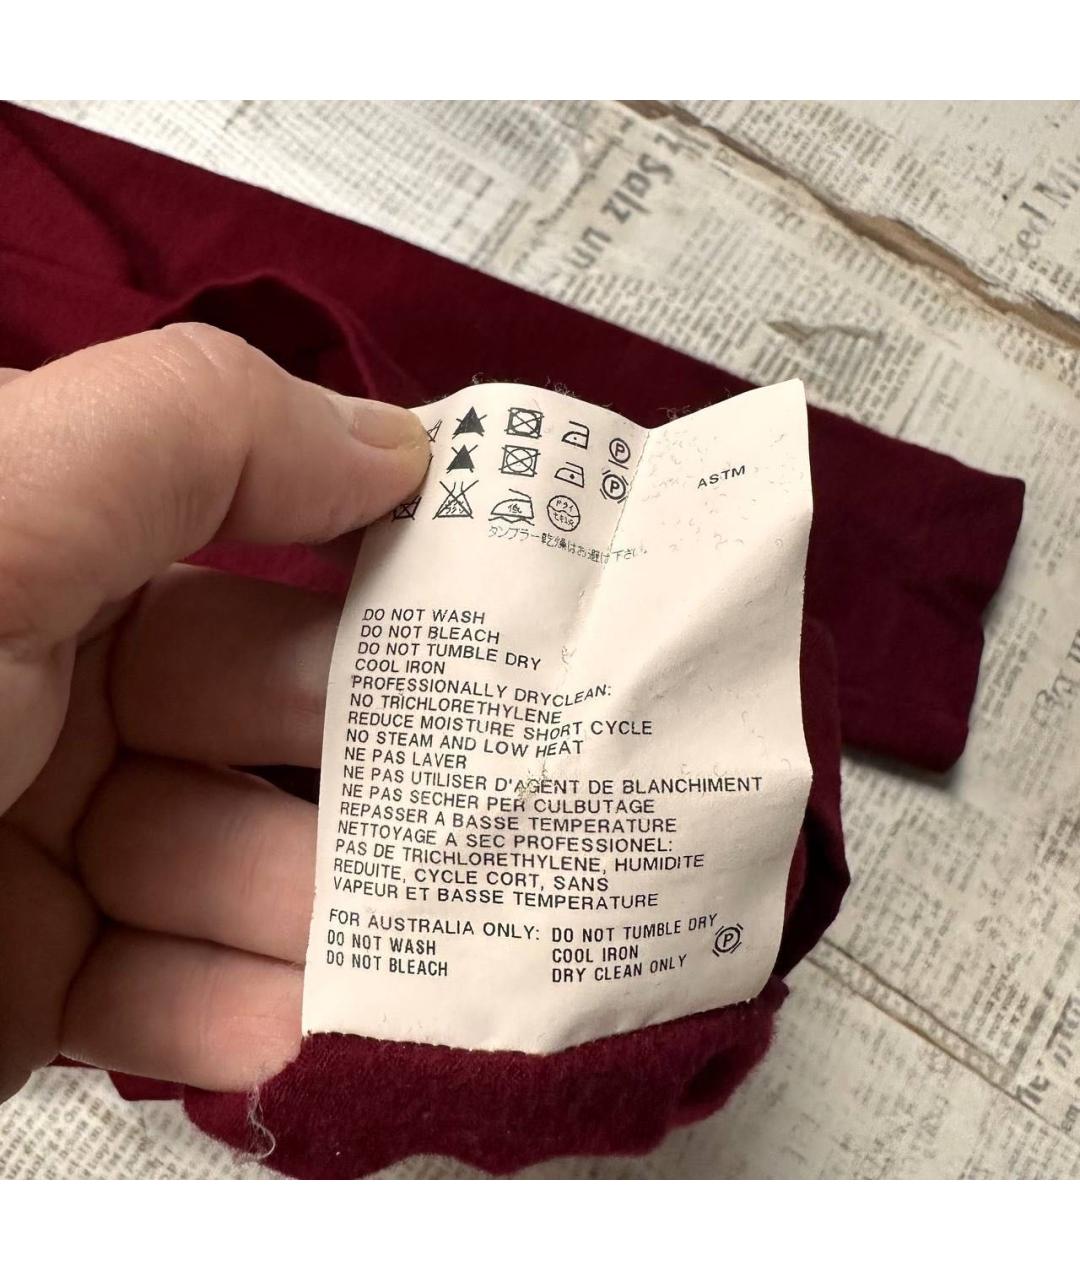 Salz un
ASTM
P
P
タンブラー乾燥はお避け下さい
DO NOT WASH
DO NOT BLEACH
DO NOT TUMBLE DRY
COOL IRON
PROFESSIONALLY DRYCLEAN:
NO TRICHLORETHYLENE
REDUCE MOISTURE SHORT CYCLE
NO STEAM AND LOW HEAT
NE PAS LAVER
NE PAS UTILISER D'AGENT DE BLANCHIMENT
NE PAS SECHER PER CULBUTAGE
REPASSER A BASSE TEMPERATURE
NETTOYAGE A SEC PROFESSIONEL:
PAS DE TRICHLORETHYLENE, HUMIDITE
REDUITE, CYCLE CORT, SANS
VAPEUR ET BASSE TEMPERATURE
FOR AUSTRALIA ONLY: DO NOT TUMBLE DRY P
DO NOT WASH COOL IRON
DO NOT BLEACH DRY CLEAN ONLY